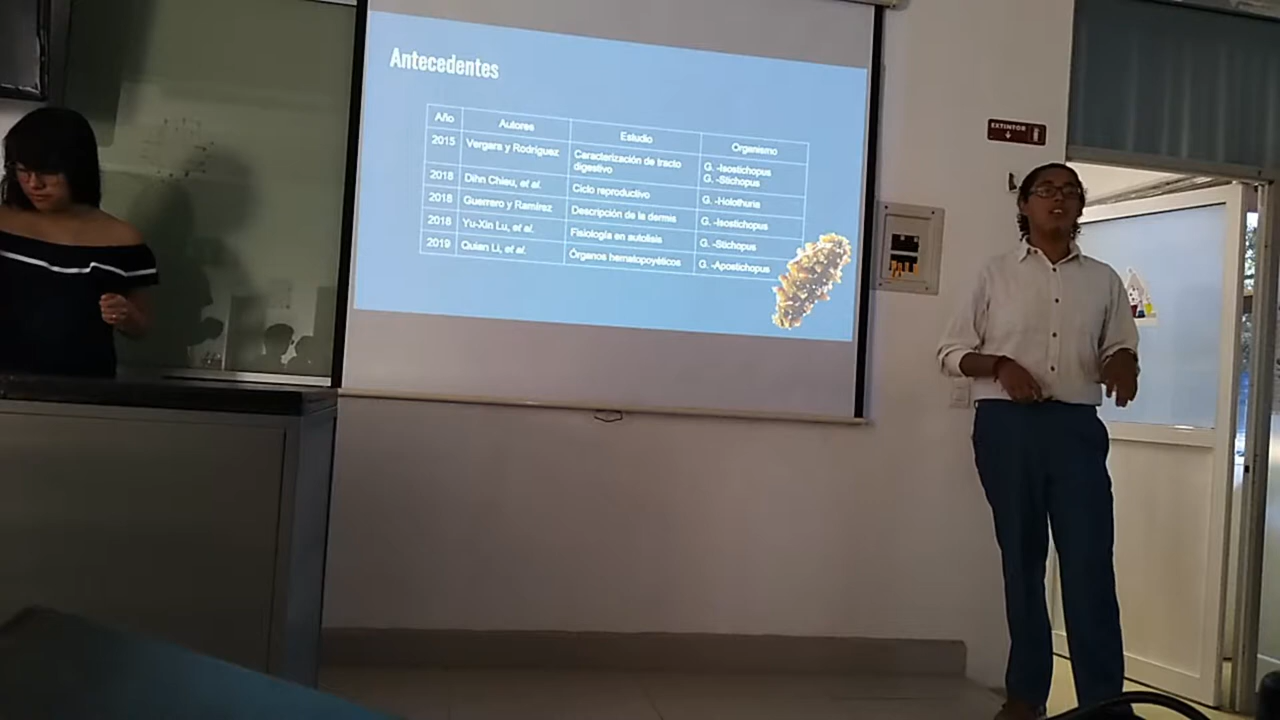 Antecedentes
Año Autores Estudio Organismo
2015 Vergara y Rodríguez Caracterización de tracto digestivo G. -Isostichopus G. -Stichopus
2018 Dihn Chieu, et al. Ciclo reproductivo G. -Holothuria
2018 Guerrero y Ramírez Descripción de la dermis G. -Isostichopus
2018 Yu-Xin Lu, et al. Fisiología en autolisis G. -Stichopus
2019 Quian Li, et al. Órganos hematopoyéticos G. -Apostichopus
EXTINTOR